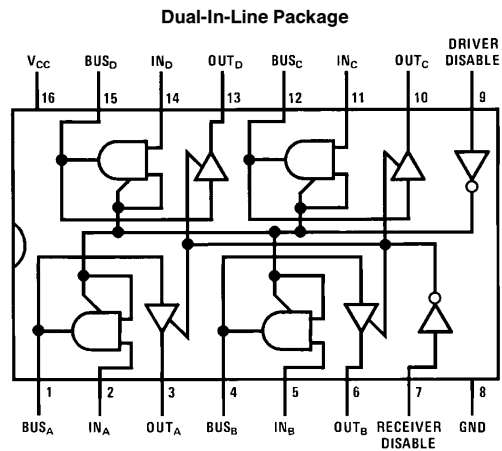 Dual-In-Line Package
DRIVER
DISABLE
VCC BUSD IND OUTD BUSC INC OUTC
16 15 14 13 12 11 10 9
1 2 3 4 5 6 7 8
BUSA INA OUTA BUSB INB OUTB RECEIVER GND
DISABLE